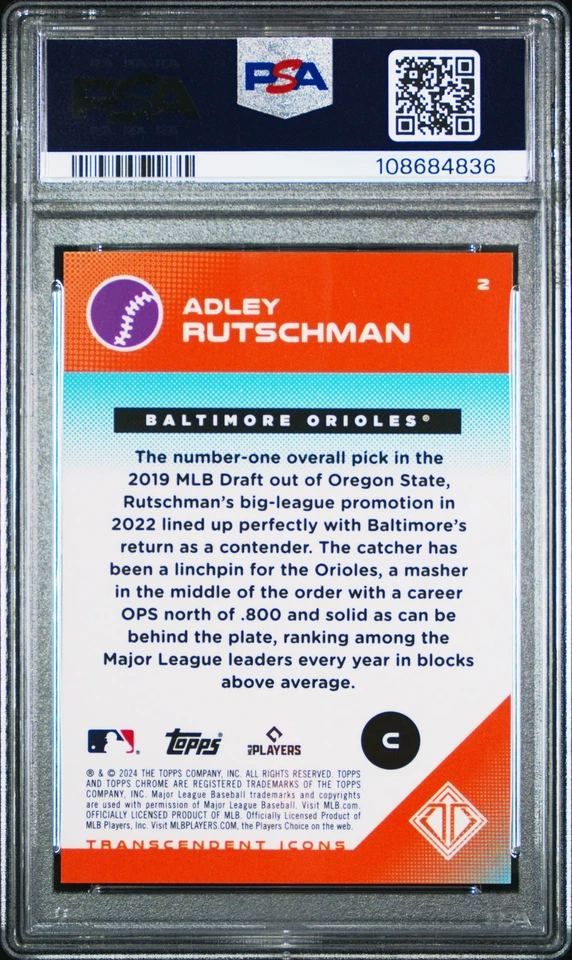 PSA
108684836
2
ADLEY
RUTSCHMAN
BALTIMORE ORIOLES®
The number-one overall pick in the
2019 MLB Draft out of Oregon State,
Rutschman's big-league promotion in
2022 lined up perfectly with Baltimore's
return as a contender. The catcher has
been a linchpin for the Orioles, a masher
in the middle of the order with a career
OPS north of .800 and solid as can be
behind the plate, ranking among the
Major League leaders every year in blocks
above average.
Topps®
MLB PLAYERS
C
® & © 2024 THE TOPPS COMPANY, INC. ALL RIGHTS RESERVED. TOPPS
AND TOPPS CHROME ARE REGISTERED TRADEMARKS OF THE TOPPS
COMPANY, INC. Major League Baseball trademarks and copyrights
are used with permission of Major League Baseball. Visit MLB.com.
OFFICIALLY LICENSED PRODUCT OF MLB. Officially Licensed Product of
MLB Players, Inc. Visit MLBPLAYERS.COM, the Players Choice on the web.
TRANSCENDENT ICONS
PSA